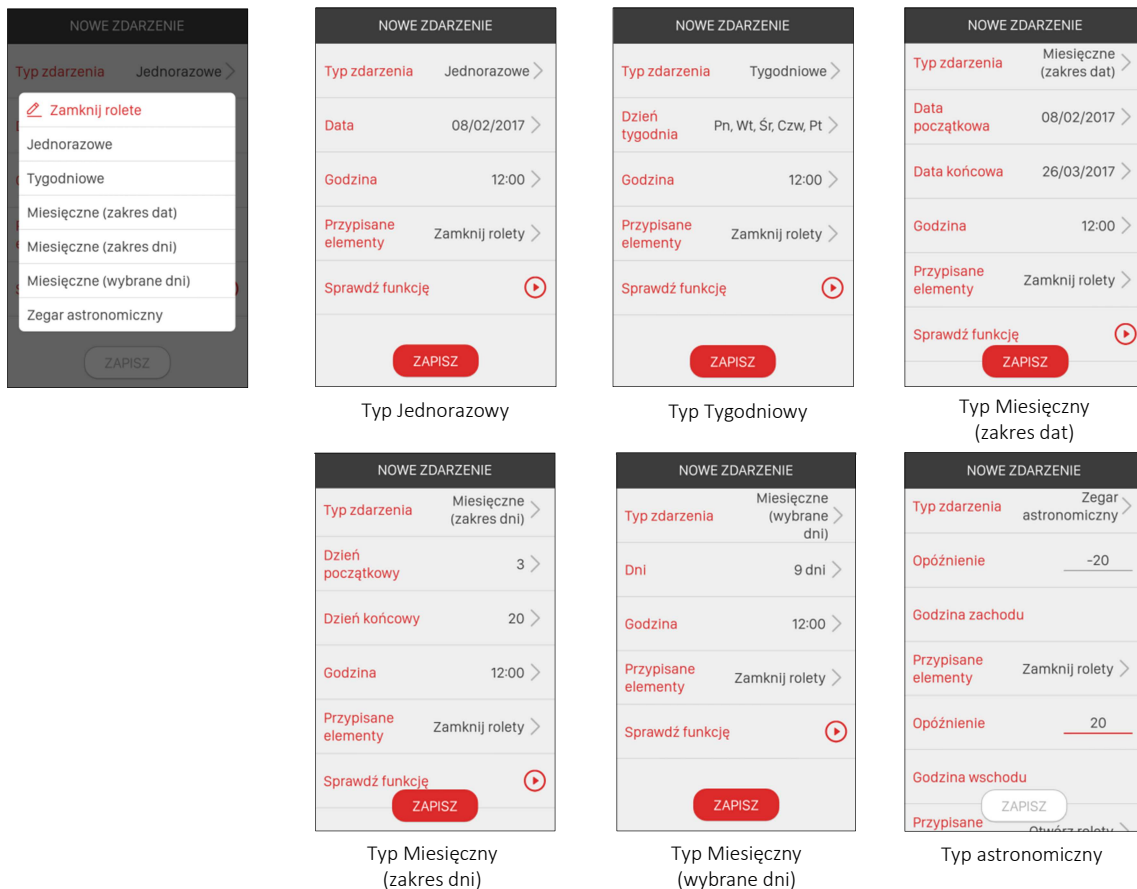 NOWE ZDARZENIE
Typ zdarzenia Jednorazowe
Zamknij rolete
Jednorazowe
Tygodniowe
Miesięczne (zakres dat)
Miesięczne (zakres dni)
Miesięczne (wybrane dni)
Zegar astronomiczny
ZAPISZ
NOWE ZDARZENIE
Typ zdarzenia Jednorazowe
Data 08/02/2017
Godzina 12:00
Przypisane
elementy Zamknij rolety
Sprawdź funkcję
ZAPISZ
Typ Jednorazowy
NOWE ZDARZENIE
Typ zdarzenia Tygodniowe
Dzień
tygodnia Pn, Wt, Śr, Czw, Pt
Godzina 12:00
Przypisane
elementy Zamknij rolety
Sprawdź funkcję
ZAPISZ
Typ Tygodniowy
NOWE ZDARZENIE
Typ zdarzenia Miesięczne
(zakres dat)
Data
początkowa 08/02/2017
Data końcowa 26/03/2017
Godzina 12:00
Przypisane
elementy Zamknij rolety
Sprawdź funkcję
ZAPISZ
Typ Miesięczny
(zakres dat)
NOWE ZDARZENIE
Typ zdarzenia Miesięczne
(zakres dni)
Dzień
początkowy 3
Dzień końcowy 20
Godzina 12:00
Przypisane
elementy Zamknij rolety
Sprawdź funkcję
ZAPISZ
Typ Miesięczny
(zakres dni)
NOWE ZDARZENIE
Typ zdarzenia Miesięczne
(wybrane
dni)
Dni 9 dni
Godzina 12:00
Przypisane
elementy Zamknij rolety
Sprawdź funkcję
ZAPISZ
Typ Miesięczny
(wybrane dni)
NOWE ZDARZENIE
Typ zdarzenia Zegar
astronomiczny
Opóźnienie -20
Godzina zachodu
Przypisane
elementy Zamknij rolety
Opóźnienie 20
Godzina wschodu
ZAPISZ
Przypisane Otwórz rolety
Typ astronomiczny